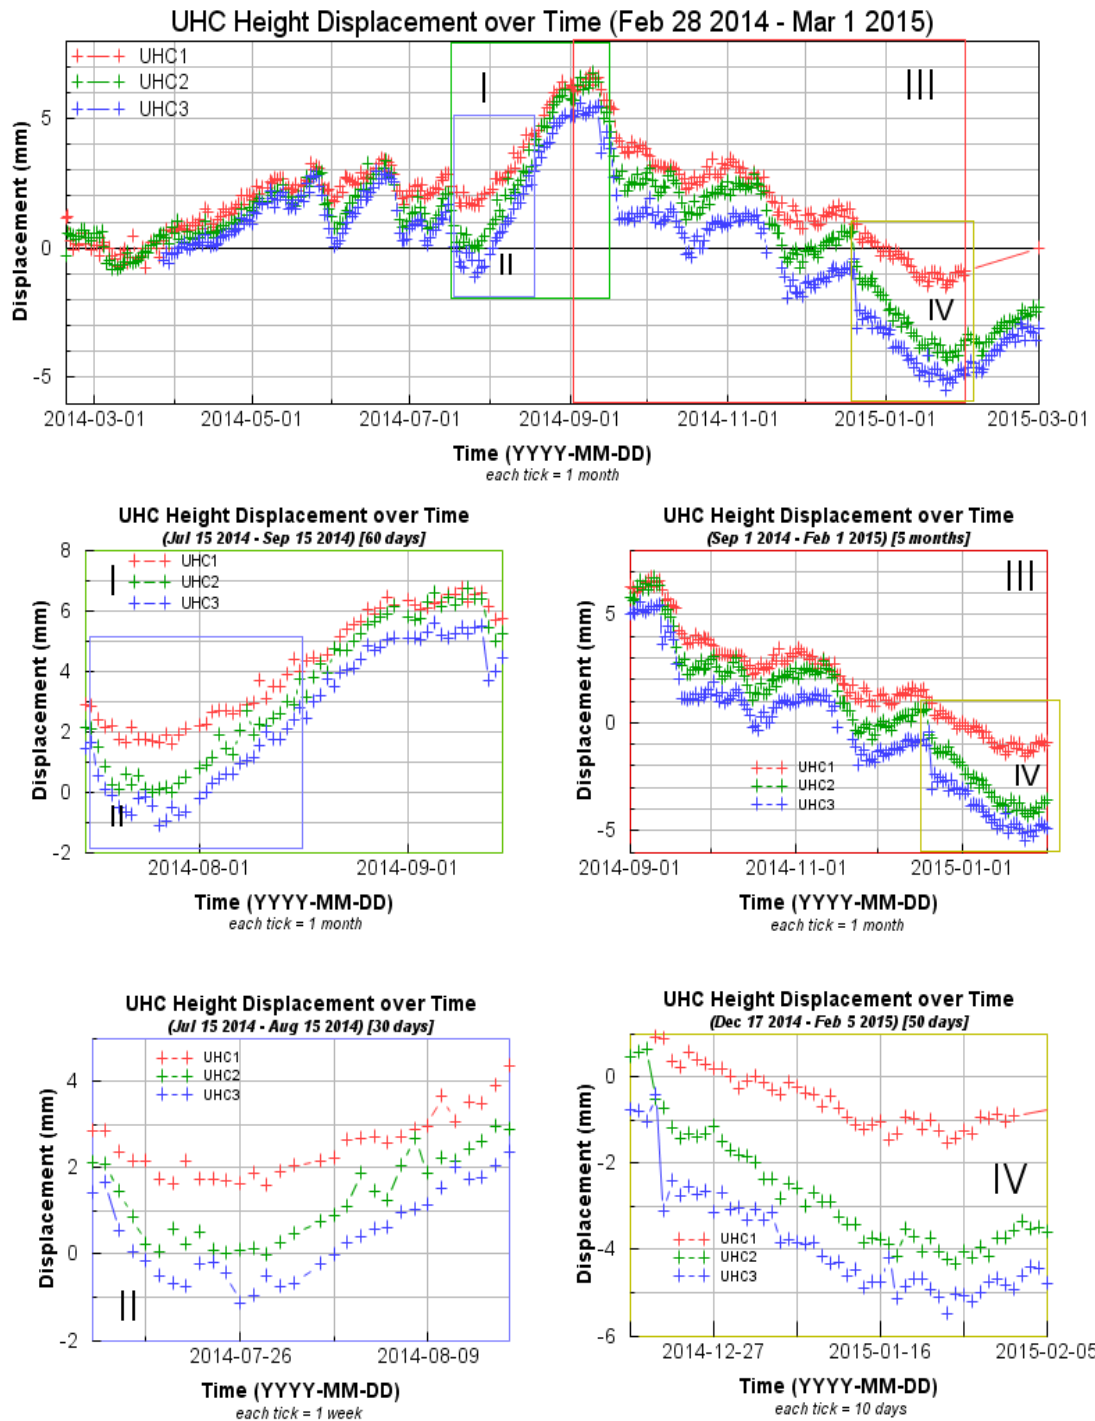 UHC Height Displacement over Time (Feb 28 2014 - Mar 1 2015)
UHC1
UHC2
UHC3
I
II
III
IV
5
0
-5
Displacement (mm)
2014-03-01 2014-05-01 2014-07-01 2014-09-01 2014-11-01 2015-01-01 2015-03-01
Time (YYYY-MM-DD)
each tick = 1 month
UHC Height Displacement over Time
(Jul 15 2014 - Sep 15 2014) [60 days]
I
UHC1
UHC2
UHC3
II
8
6
4
2
0
-2
Displacement (mm)
2014-08-01 2014-09-01
Time (YYYY-MM-DD)
each tick = 1 month
UHC Height Displacement over Time
(Sep 1 2014 - Feb 1 2015) [5 months]
III
UHC1
UHC2
UHC3
IV
5
0
-5
Displacement (mm)
2014-09-01 2014-11-01 2015-01-01
Time (YYYY-MM-DD)
each tick = 1 month
UHC Height Displacement over Time
(Jul 15 2014 - Aug 15 2014) [30 days]
UHC1
UHC2
UHC3
II
4
2
0
-2
Displacement (mm)
2014-07-26 2014-08-09
Time (YYYY-MM-DD)
each tick = 1 week
UHC Height Displacement over Time
(Dec 17 2014 - Feb 5 2015) [50 days]
IV
UHC1
UHC2
UHC3
0
-2
-4
-6
Displacement (mm)
2014-12-27 2015-01-16 2015-02-05
Time (YYYY-MM-DD)
each tick = 10 days